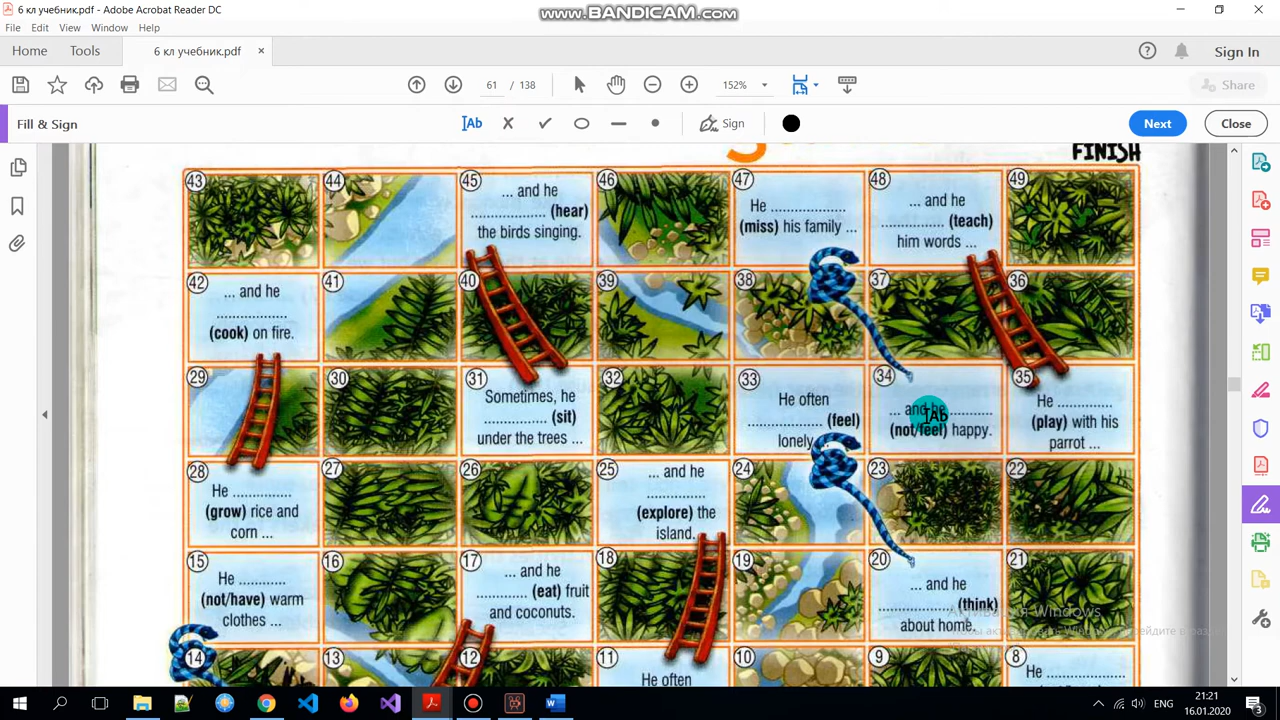 6 кл учебник.pdf - Adobe Acrobat Reader DC
www.BANDICAM.com
File Edit View Window Help
Home Tools 6 кл учебник.pdf × Sign In
61 / 138 152% Share
Fill & Sign Ab Sign Next Close
FINISH
43
44
45
... and he
................ (hear)
the birds singing.
46
47
He ...................
(miss) his family ...
48
... and he
................ (teach)
him words ...
49
42
... and he
.................
(cook) on fire.
41
40
39
38
37
36
29
30
31
Sometimes, he
................ (sit)
under the trees ...
32
33
He often
................. (feel)
lonely
34
... and he ...........
(not/feel) happy.
35
He ..............
(play) with his
parrot ...
28
He ..............
(grow) rice and
corn ...
27
26
25
... and he
...............
(explore) the
island.
24
23
22
15
He ...........
(not/have) warm
clothes ...
16
17
... and he
............. (eat) fruit
and coconuts.
18
19
20
... and he
................. (think)
about home.
21
14
13
12
11
He often
10
9
8
He ...............
Активация Windows
ENG
21:21
16.01.2020
3